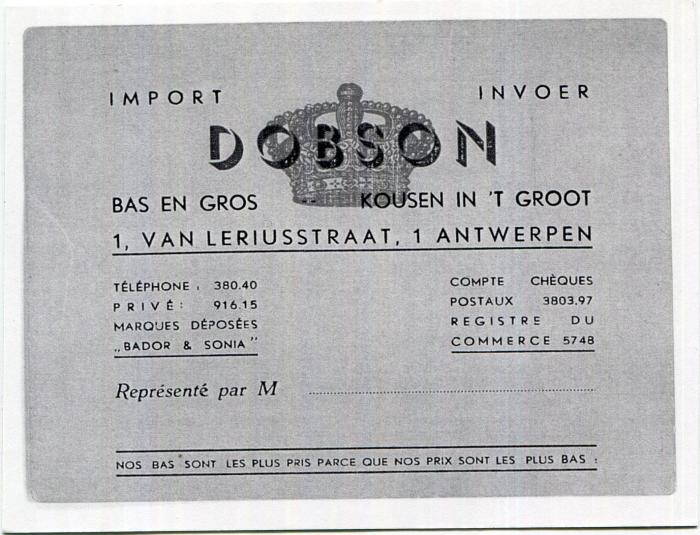 IMPORT INVOER
DOBSON
BAS EN GROS -- KOUSEN IN 'T GROOT
1, VAN LERIUSSTRAAT, 1 ANTWERPEN
TÉLÉPHONE : 380.40
PRIVÉ : 916.15
MARQUES DÉPOSÉES
„BADOR & SONIA”
COMPTE CHÈQUES
POSTAUX 3803.97
REGISTRE DU
COMMERCE 5748
Représenté par M ....................
NOS BAS SONT LES PLUS PRIS PARCE QUE NOS PRIX SONT LES PLUS BAS :